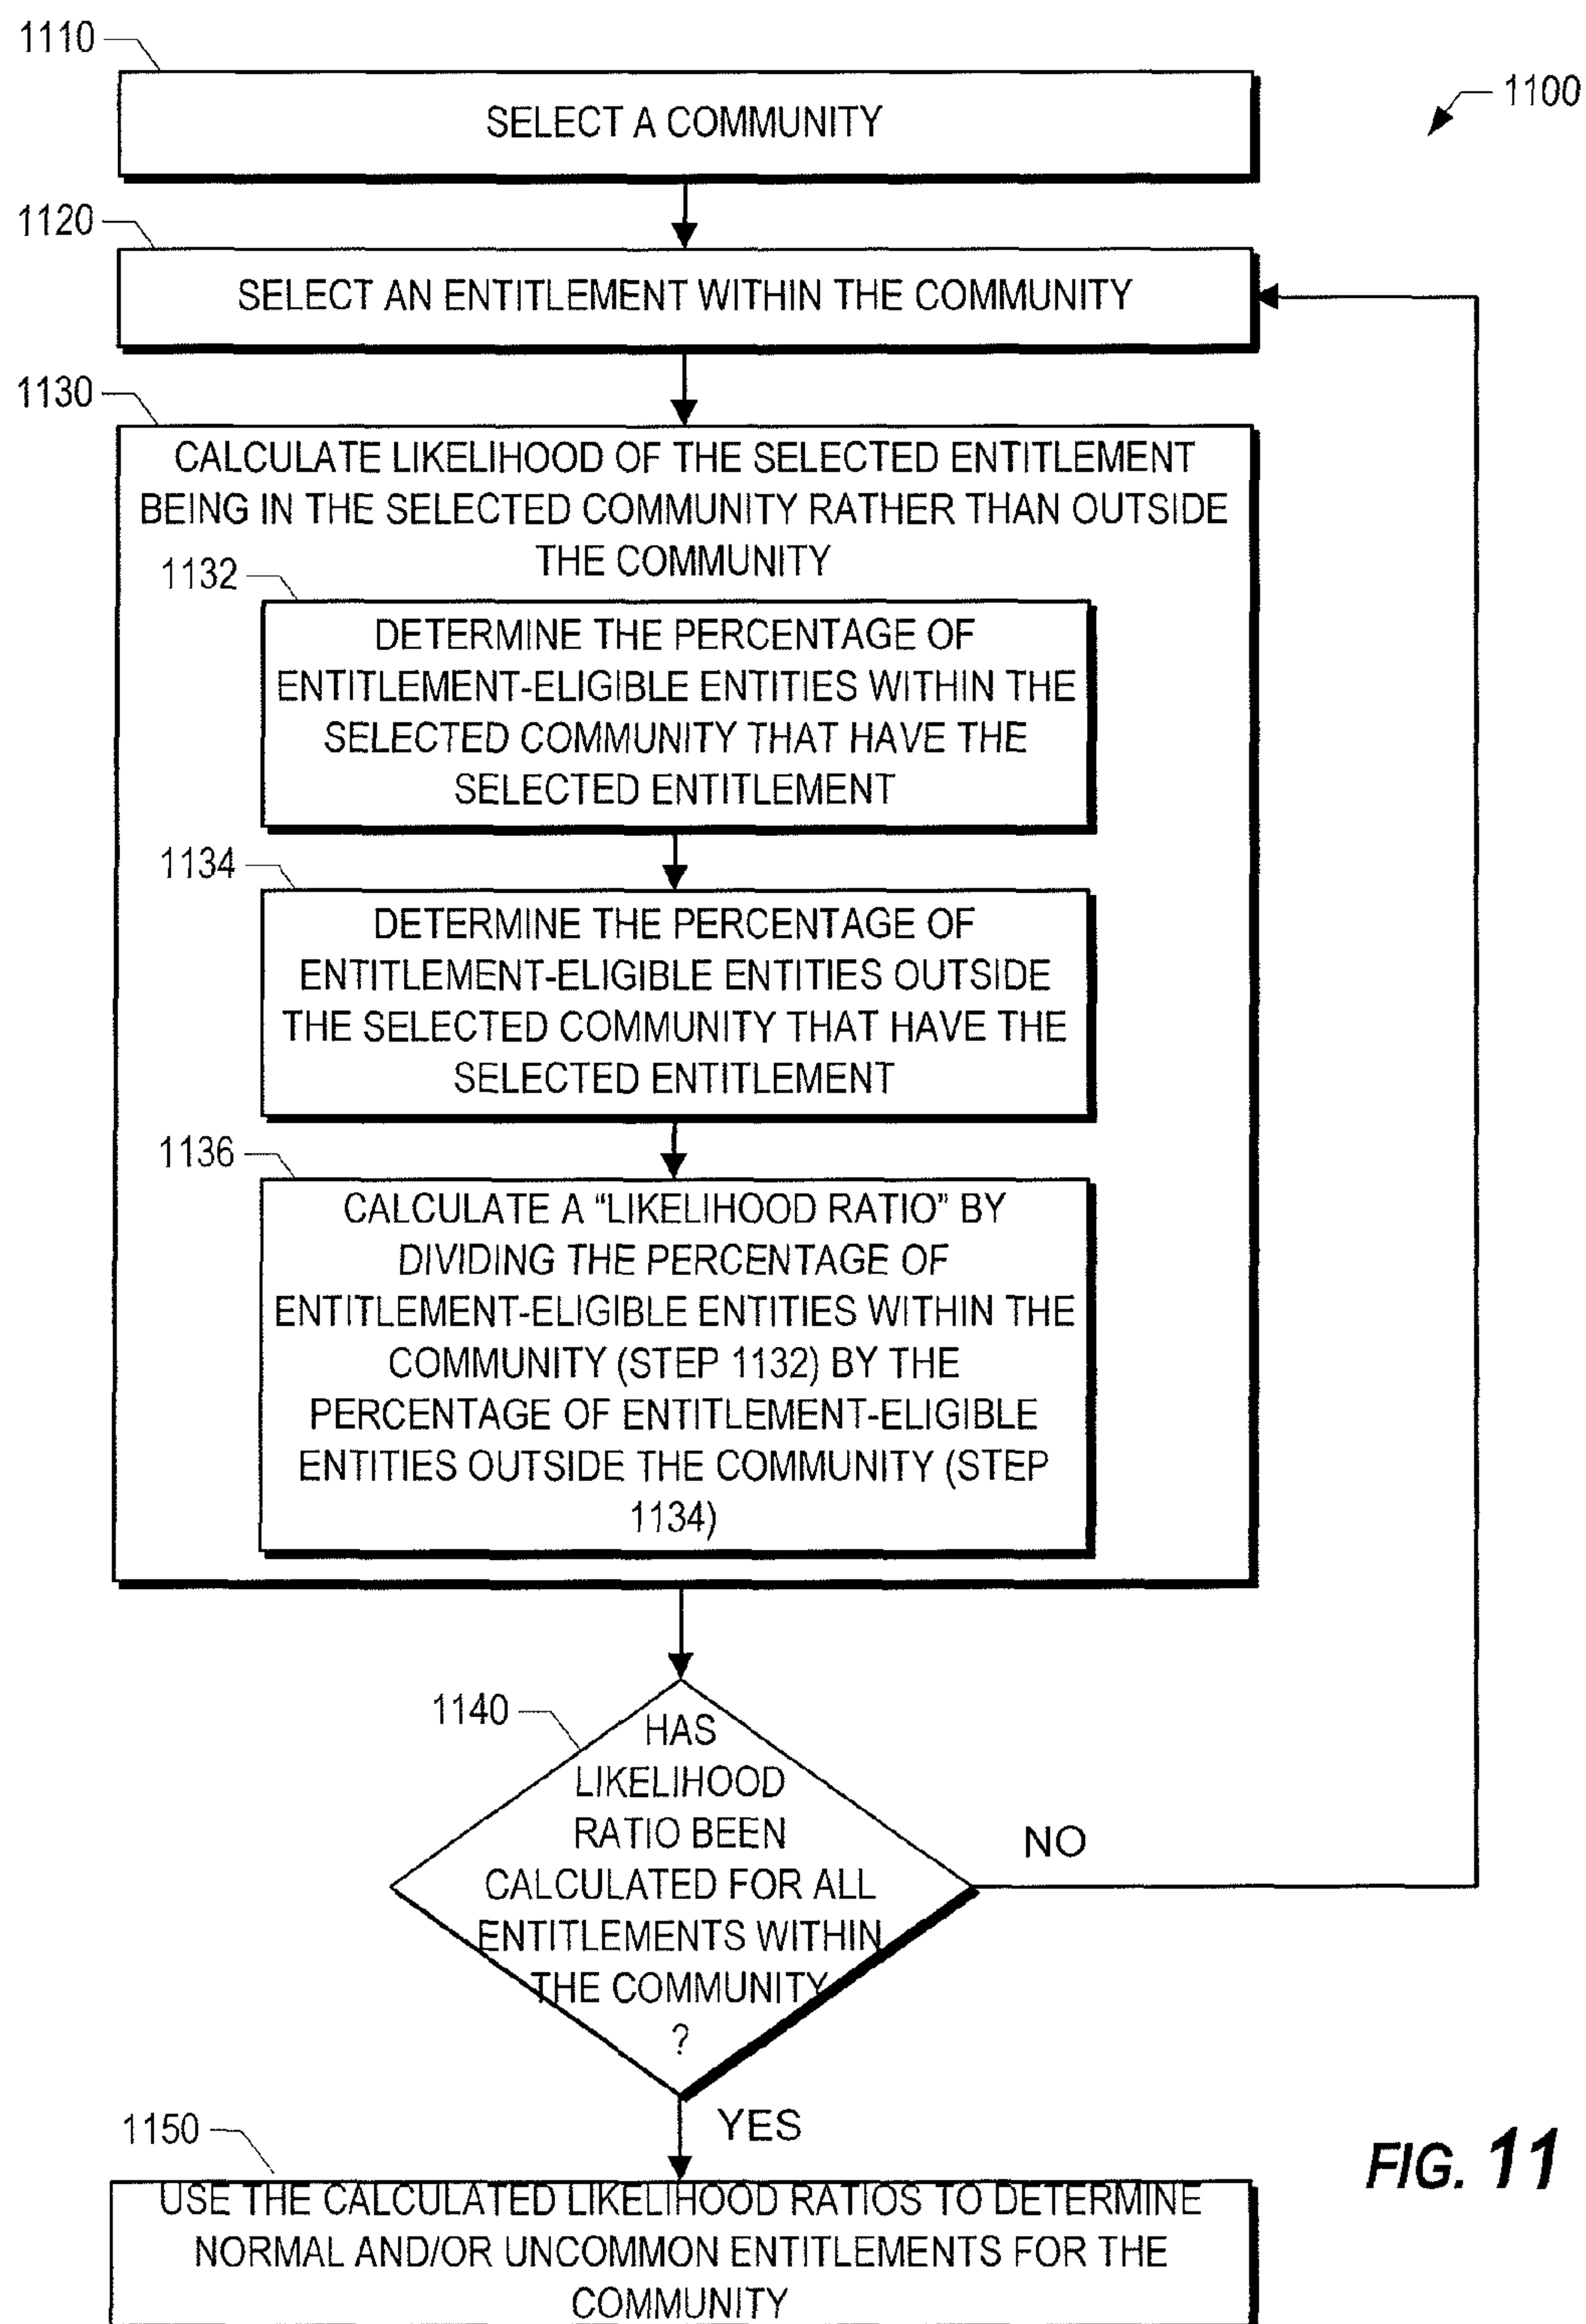 1110
1100
SELECT A COMMUNITY
1120
SELECT AN ENTITLEMENT WITHIN THE COMMUNITY
1130
CALCULATE LIKELIHOOD OF THE SELECTED ENTITLEMENT
BEING IN THE SELECTED COMMUNITY RATHER THAN OUTSIDE
THE COMMUNITY
1132
DETERMINE THE PERCENTAGE OF
ENTITLEMENT-ELIGIBLE ENTITIES WITHIN THE
SELECTED COMMUNITY THAT HAVE THE
SELECTED ENTITLEMENT
1134
DETERMINE THE PERCENTAGE OF
ENTITLEMENT-ELIGIBLE ENTITIES OUTSIDE
THE SELECTED COMMUNITY THAT HAVE THE
SELECTED ENTITLEMENT
1136
CALCULATE A “LIKELIHOOD RATIO” BY
DIVIDING THE PERCENTAGE OF
ENTITLEMENT-ELIGIBLE ENTITIES WITHIN THE
COMMUNITY (STEP 1132) BY THE
PERCENTAGE OF ENTITLEMENT-ELIGIBLE
ENTITIES OUTSIDE THE COMMUNITY (STEP
1134)
1140
HAS
LIKELIHOOD
RATIO BEEN
CALCULATED FOR ALL
ENTITLEMENTS WITHIN
THE COMMUNITY
?
NO
YES
1150
USE THE CALCULATED LIKELIHOOD RATIOS TO DETERMINE
NORMAL AND/OR UNCOMMON ENTITLEMENTS FOR THE
COMMUNITY
FIG. 11